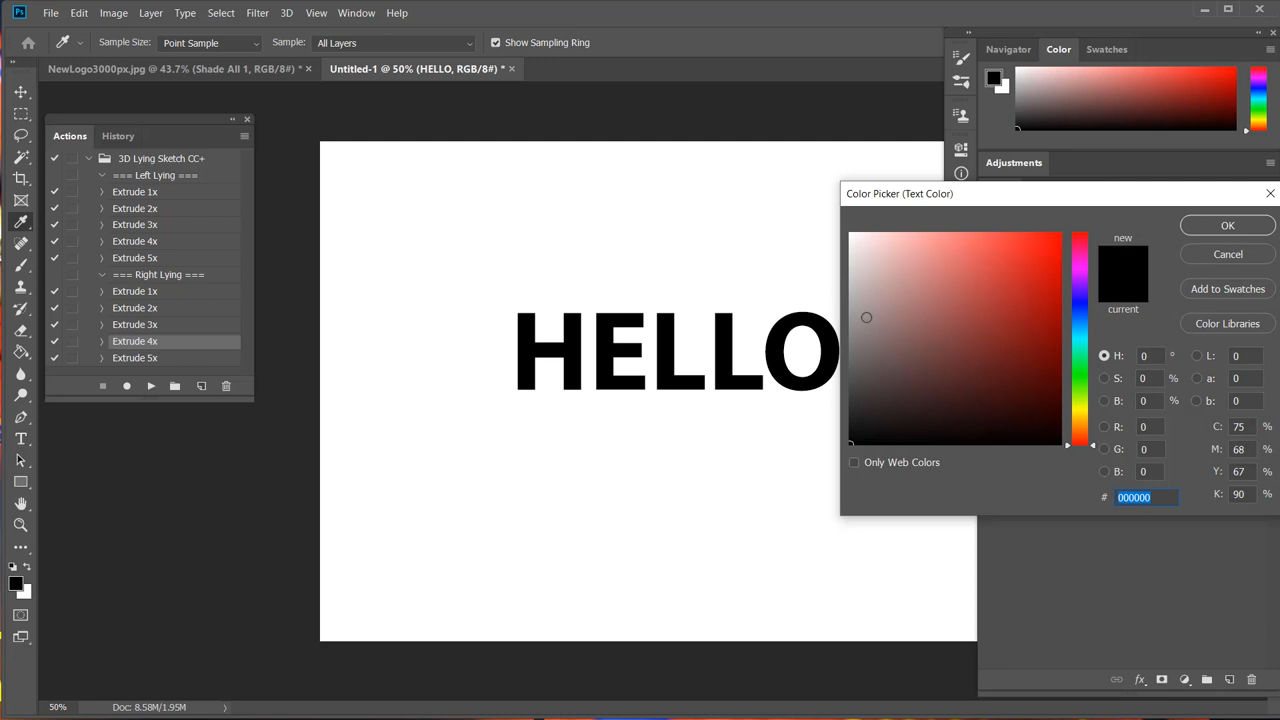 Ps File Edit Image Layer Type Select Filter 3D View Window Help
Sample Size: Point Sample Sample: All Layers Show Sampling Ring
NewLogo3000px.jpg @ 43.7% (Shade All 1, RGB/8#) * × Untitled-1 @ 50% (HELLO, RGB/8#) * ×
Navigator Color Swatches
Actions History
3D Lying Sketch CC+
=== Left Lying ===
Extrude 1x
Extrude 2x
Extrude 3x
Extrude 4x
Extrude 5x
=== Right Lying ===
Extrude 1x
Extrude 2x
Extrude 3x
Extrude 4x
Extrude 5x
HELLO
Adjustments
Color Picker (Text Color)
new
current
OK
Cancel
Add to Swatches
Color Libraries
H: 0 ° L: 0
S: 0 % a: 0
B: 0 % b: 0
R: 0 C: 75 %
G: 0 M: 68 %
B: 0 Y: 67 %
# 000000 K: 90 %
Only Web Colors
fx
50% Doc: 8.58M/1.95M